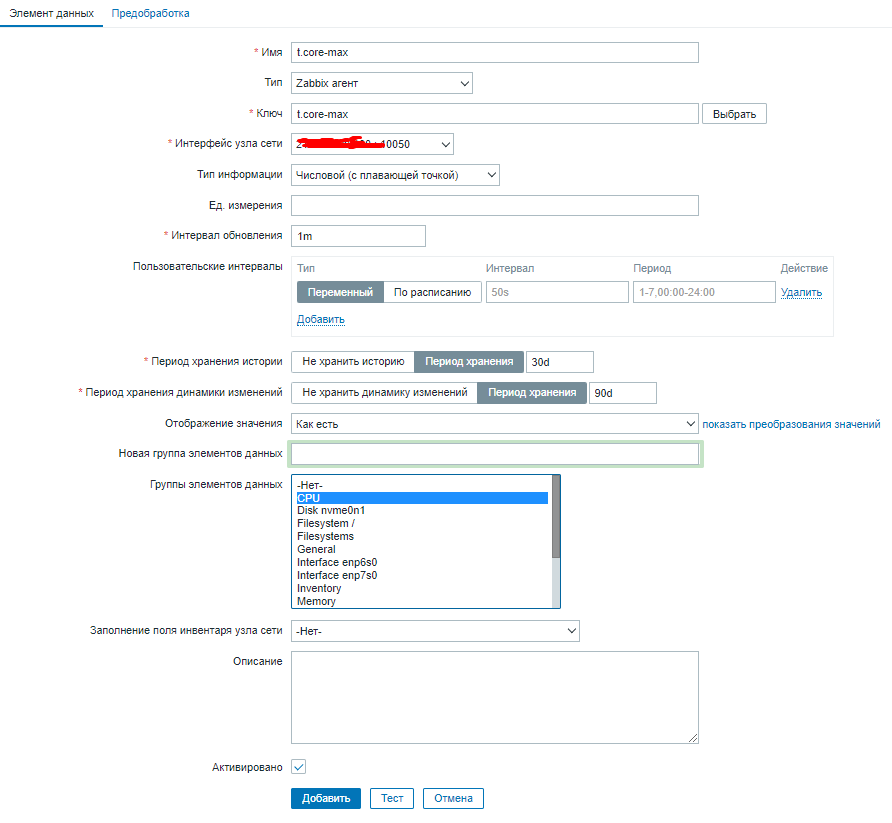 Элемент данных Предобработка
* Имя t.core-max
Тип Zabbix агент
* Ключ t.core-max Выбрать
* Интерфейс узла сети 10050
Тип информации Числовой (с плавающей точкой)
Ед. измерения
* Интервал обновления 1m
Пользовательские интервалы Тип Интервал Период Действие
Переменный По расписанию 50s 1-7,00:00-24:00 Удалить
Добавить
* Период хранения истории Не хранить историю Период хранения 30d
* Период хранения динамики изменений Не хранить динамику изменений Период хранения 90d
Отображение значения Как есть показать преобразования значений
Новая группа элементов данных
Группы элементов данных -Нет-
CPU
Disk nvme0n1
Filesystem /
Filesystems
General
Interface enp6s0
Interface enp7s0
Inventory
Memory
Заполнение поля инвентаря узла сети -Нет-
Описание
Активировано
Добавить Тест Отмена